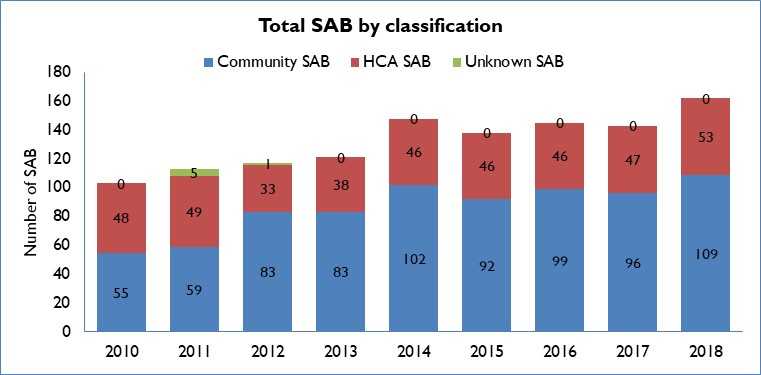 Total SAB by classification
Community SAB HCA SAB Unknown SAB
Number of SAB
180
160
140
120
100
80
60
40
20
0
0 5 1 0 0 0 0 0 0
48 49 33 38 46 46 46 47 53
55 59 83 83 102 92 99 96 109
2010 2011 2012 2013 2014 2015 2016 2017 2018